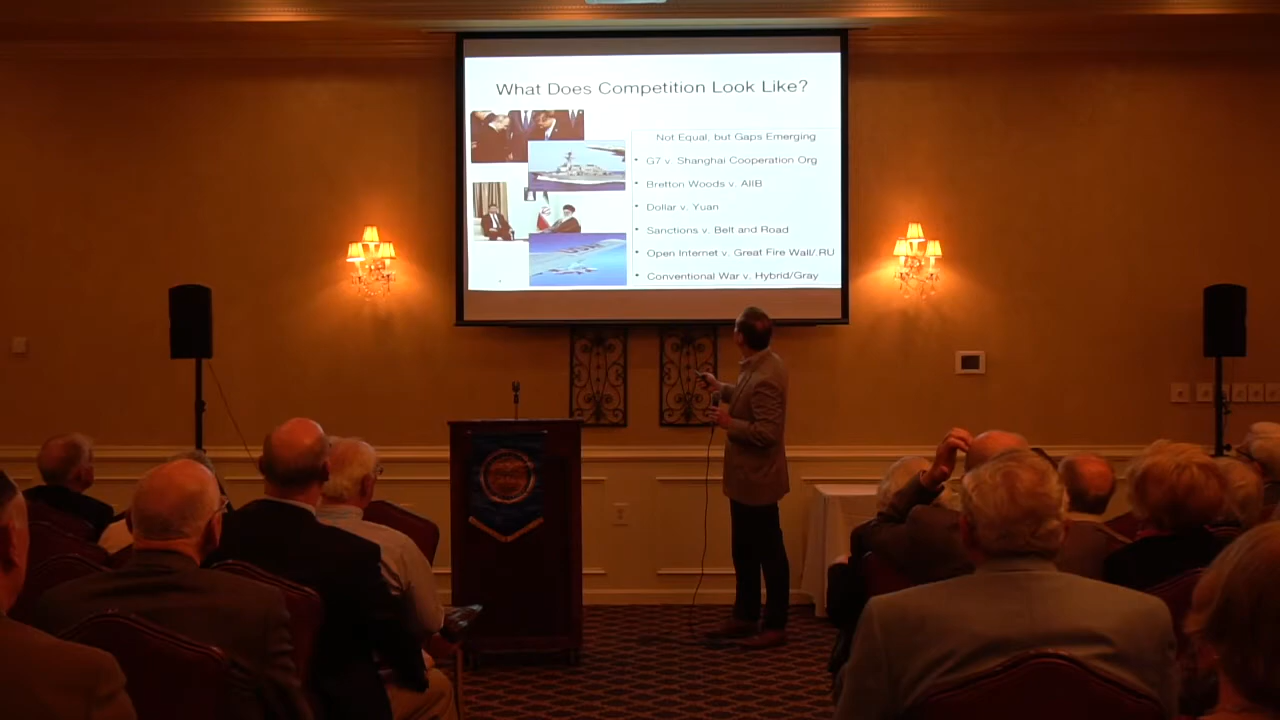 What Does Competition Look Like?
Not Equal, but Gaps Emerging
• G7 v. Shanghai Cooperation Org
• Bretton Woods v. AIIB
• Dollar v. Yuan
• Sanctions v. Belt and Road
• Open Internet v. Great Fire Wall/.RU
• Conventional War v. Hybrid/Gray